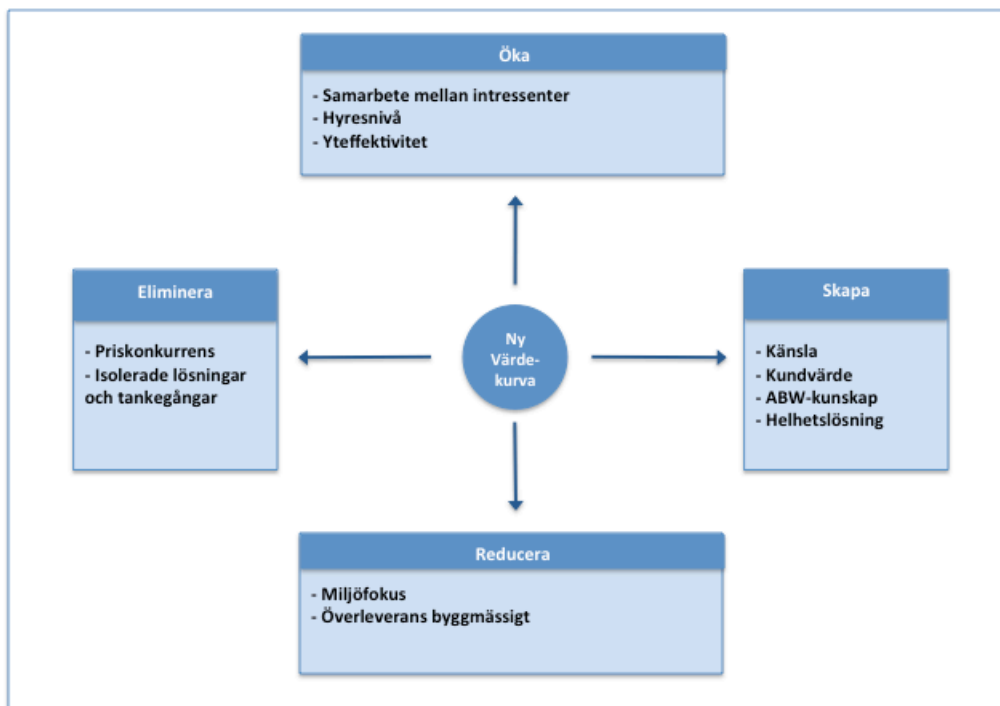 Öka
- Samarbete mellan intressenter
- Hyresnivå
- Yteffektivitet
Eliminera
- Priskonkurrens
- Isolerade lösningar
och tankegångar
Ny
Värde-
kurva
Skapa
- Känsla
- Kundvärde
- ABW-kunskap
- Helhetslösning
Reducera
- Miljöfokus
- Överleverans byggmässigt